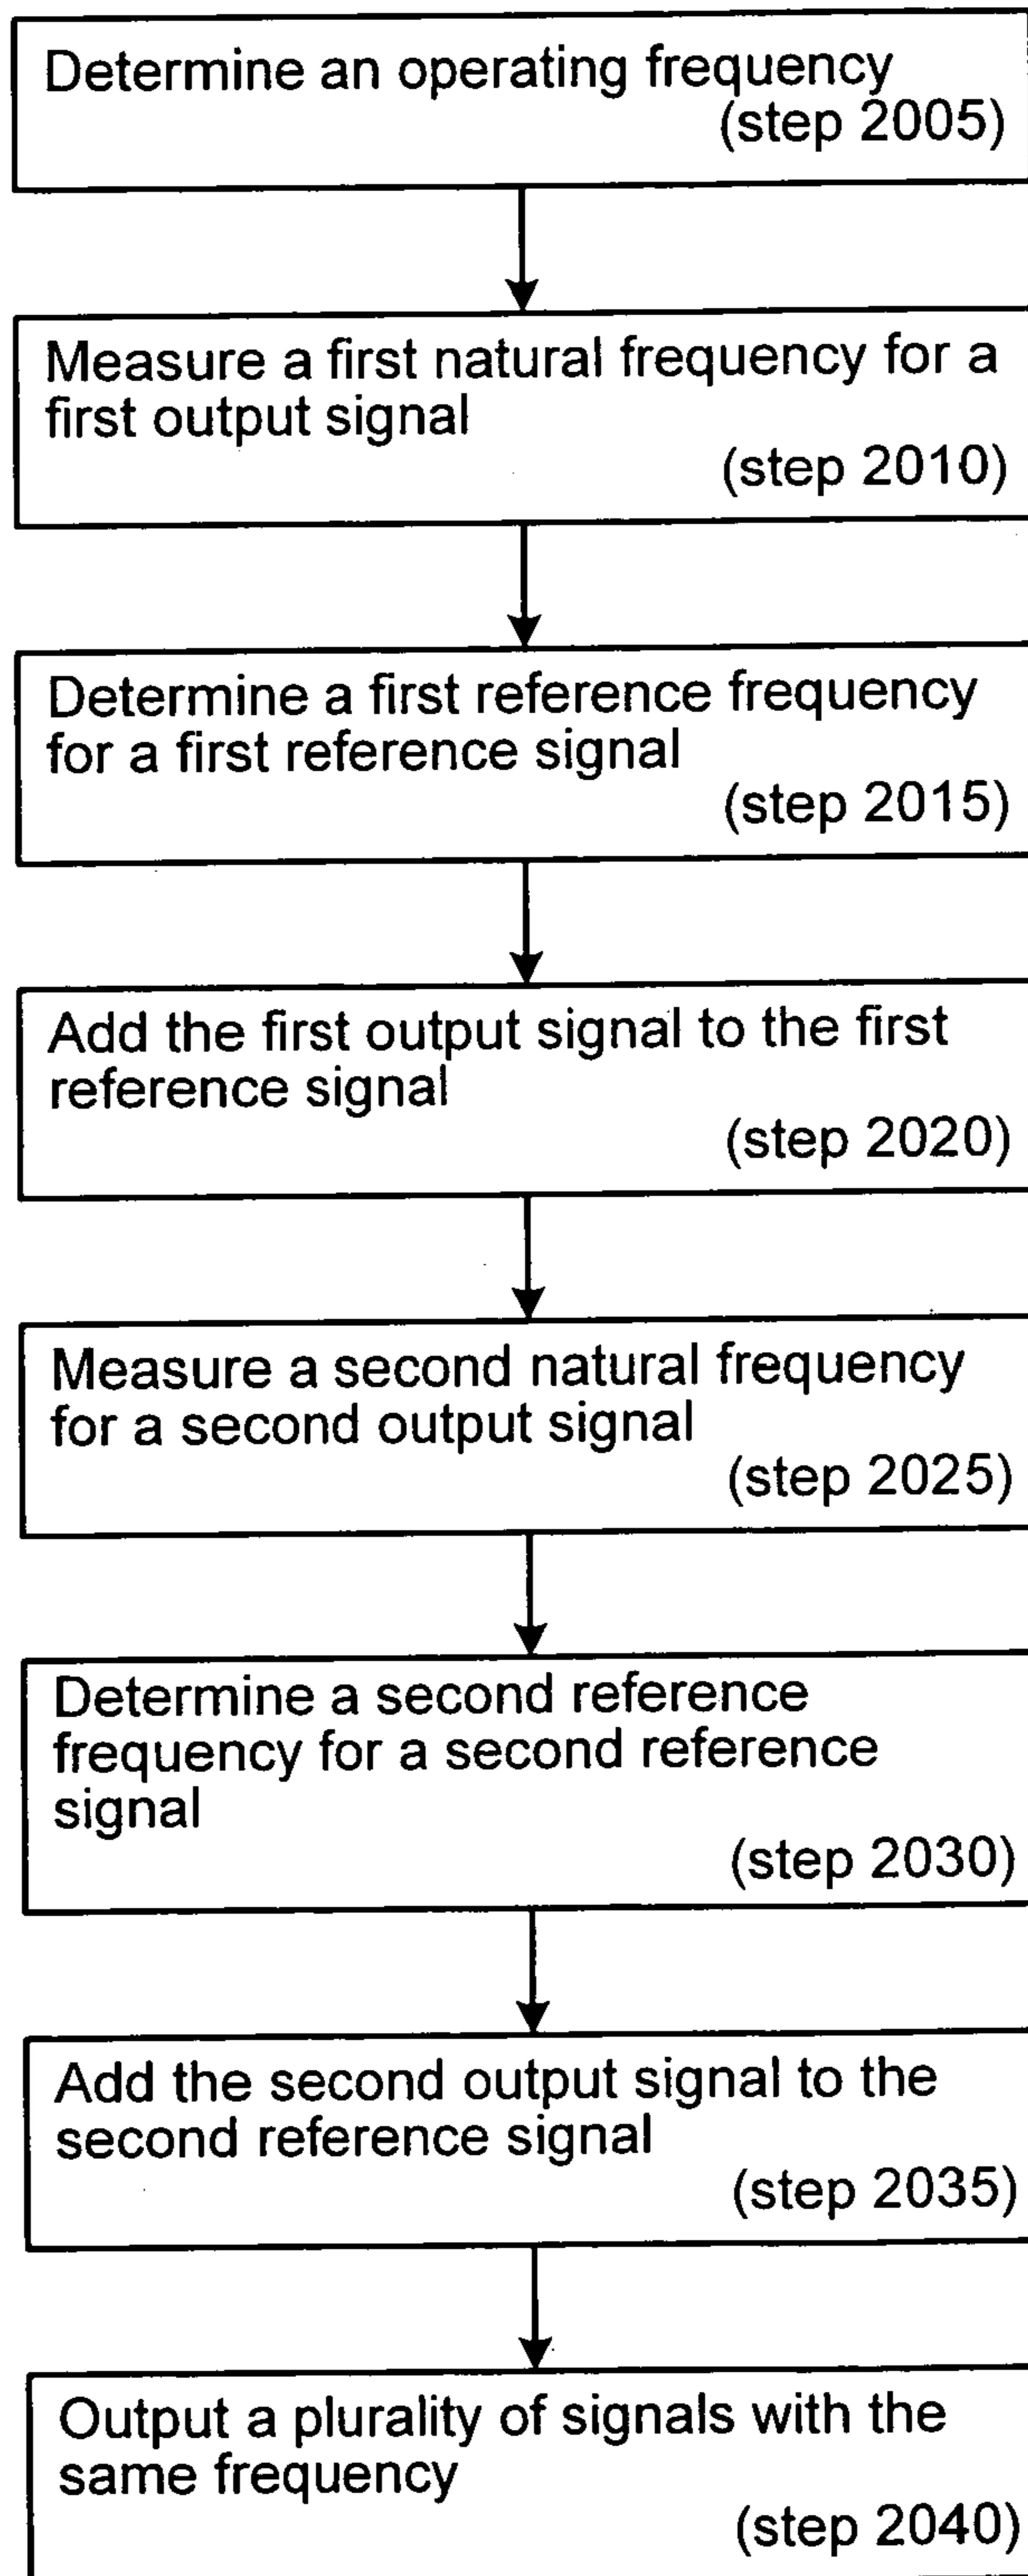 Determine an operating frequency
(step 2005)
Measure a first natural frequency for a
first output signal
(step 2010)
Determine a first reference frequency
for a first reference signal
(step 2015)
Add the first output signal to the first
reference signal
(step 2020)
Measure a second natural frequency
for a second output signal
(step 2025)
Determine a second reference
frequency for a second reference
signal
(step 2030)
Add the second output signal to the
second reference signal
(step 2035)
Output a plurality of signals with the
same frequency
(step 2040)